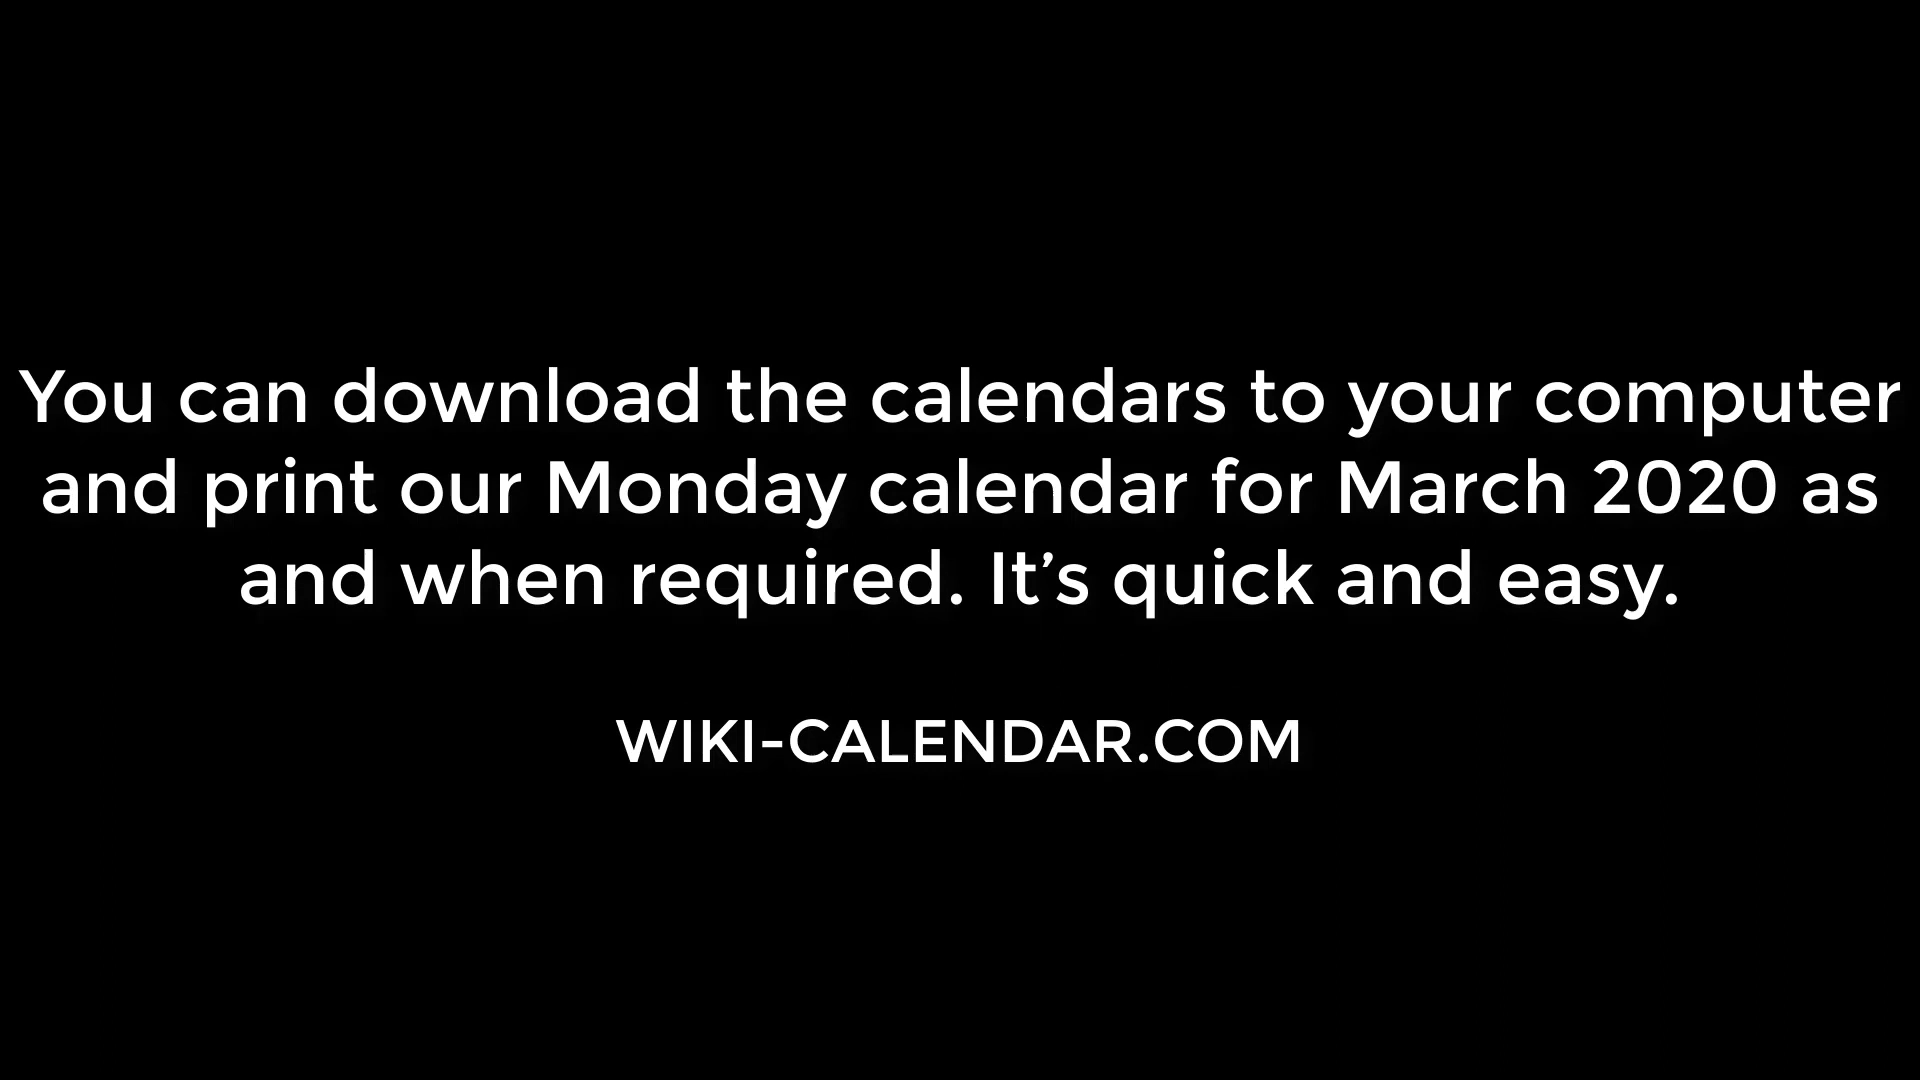 You can download the calendars to your computer
and print our Monday calendar for March 2020 as
and when required. It’s quick and easy.
WIKI-CALENDAR.COM